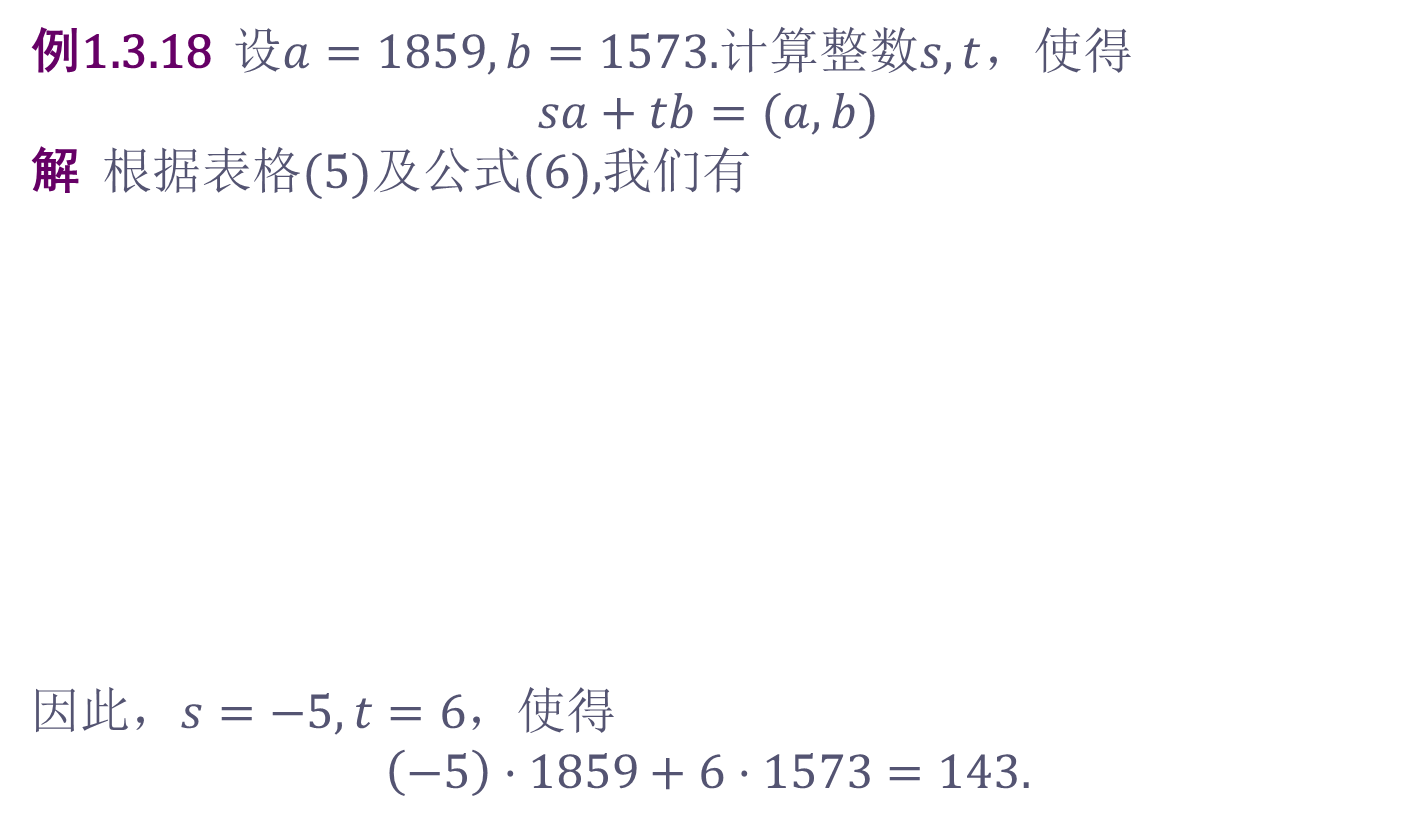 例1.3.18 设a = 1859, b = 1573.计算整数s, t，使得
sa + tb = (a, b)
解 根据表格(5)及公式(6),我们有
因此，s = −5, t = 6，使得
(−5) · 1859 + 6 · 1573 = 143.